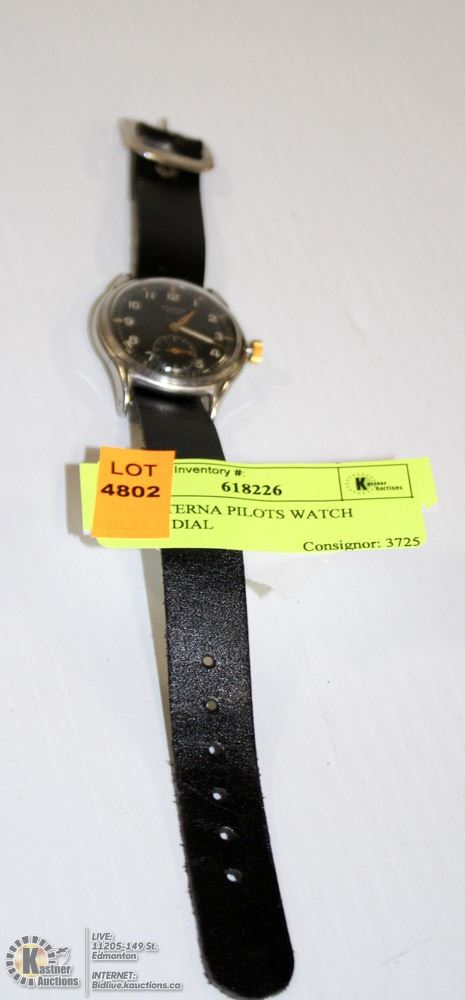 12
LOT
4802
Inventory #:
618226
Kastner
Auctions
TERNA PILOTS WATCH
DIAL
Consignor: 3725
Kastner
Auctions
LIVE:
11205-149 St.
Edmonton
INTERNET:
Bidlive.kauctions.ca